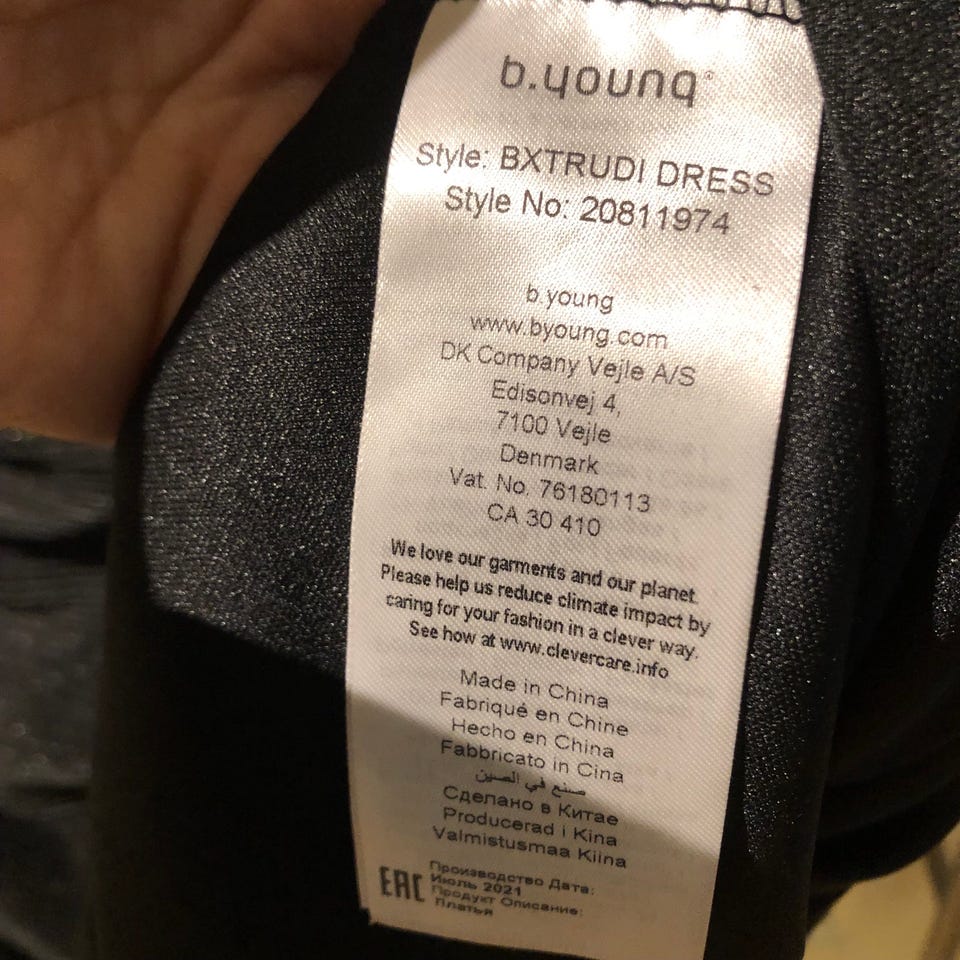 b.young®
Style: BXTRUDI DRESS
Style No: 20811974
b.young
www.byoung.com
DK Company Vejle A/S
Edisonvej 4,
7100 Vejle
Denmark
Vat. No. 76180113
CA 30 410
We love our garments and our planet.
Please help us reduce climate impact by
caring for your fashion in a clever way.
See how at www.clevercare.info
Made in China
Fabriqué en Chine
Hecho en China
Fabbricato in Cina
صنع في الصين
Сделано в Китае
Producerad i Kina
Valmistusmaa Kiina
EAC
Производство Дата:
Июль 2021
Продукт Описание:
Платья